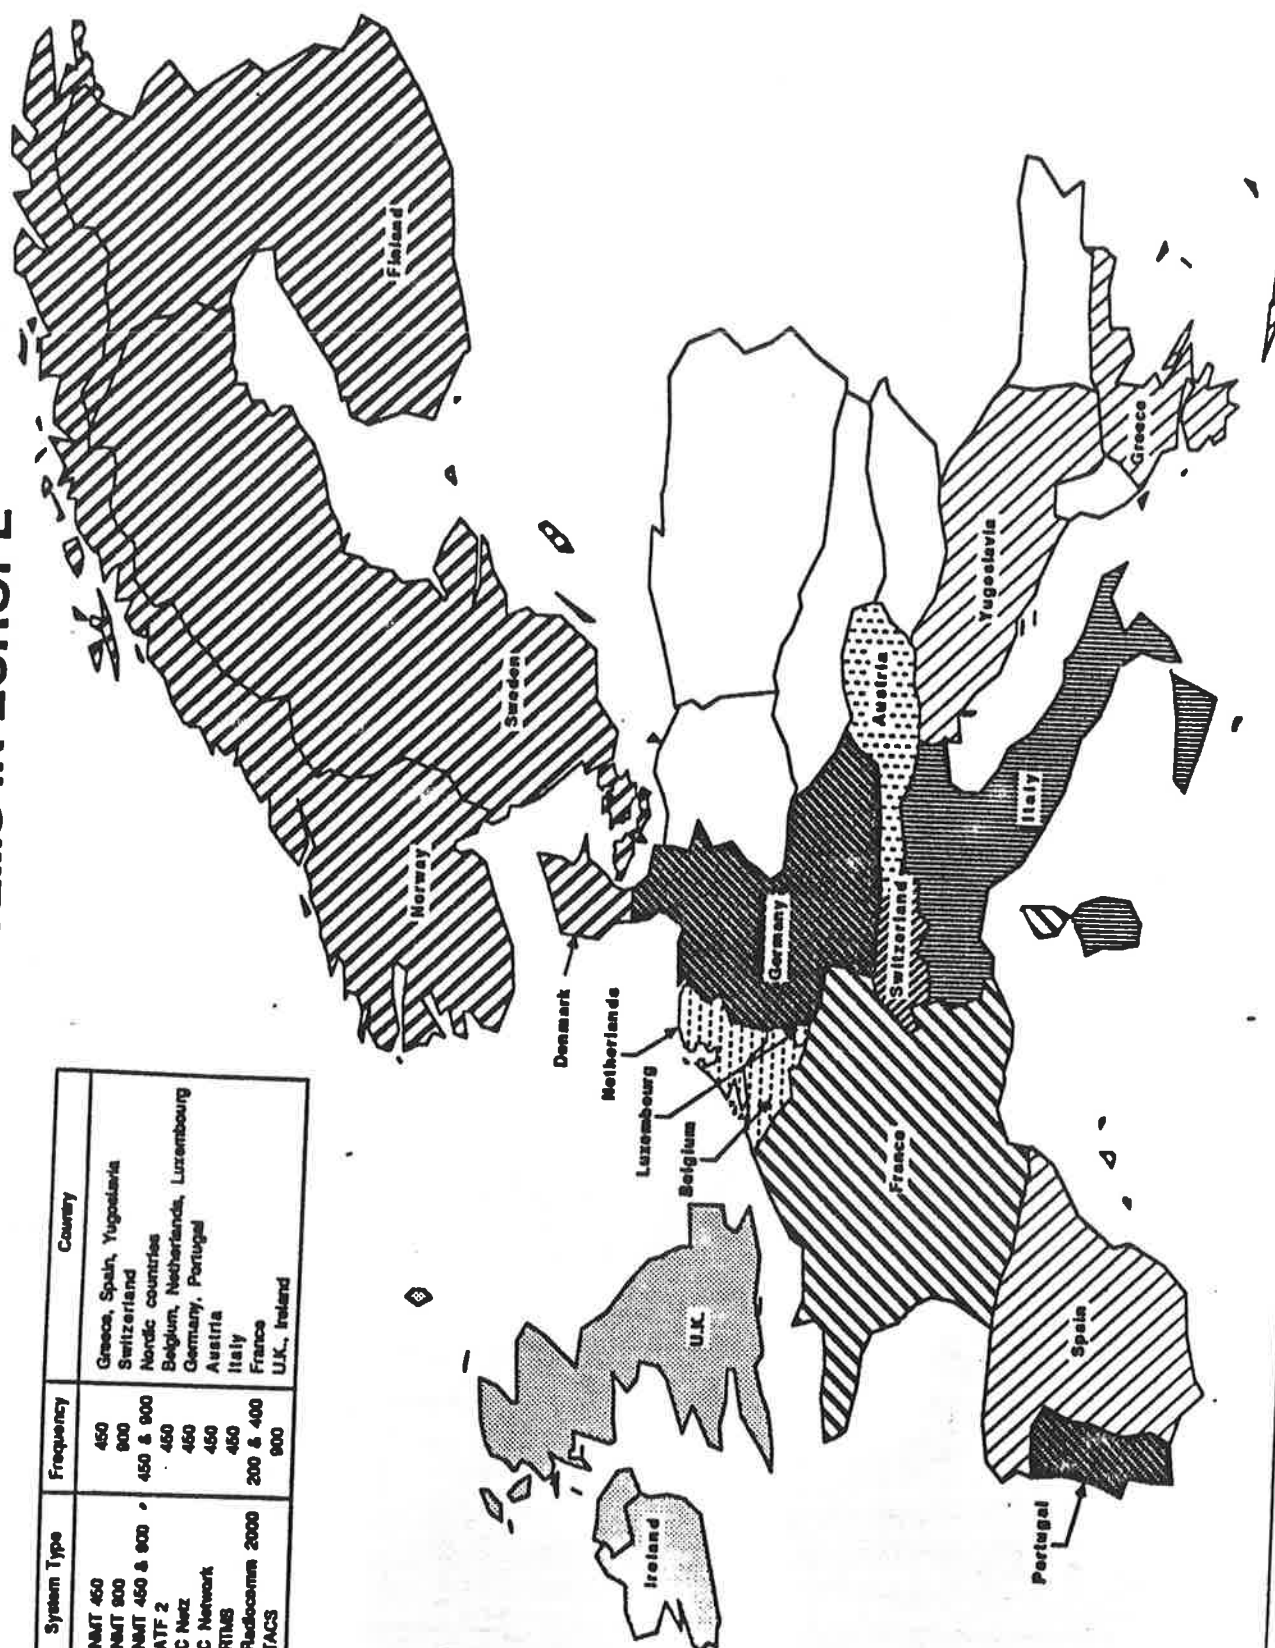 System Type Frequency Country
NMT 450 450 Greece, Spain, Yugoslavia
NMT 900 900 Switzerland
NMT 450 & 900 450 & 900 Nordic countries
ATF 2 450 Belgium, Netherlands, Luxembourg
C Netz 450 Germany, Portugal
C Network 450 Austria
RTMS 450 Italy
Radiocomm 2000 200 & 400 France
TACS 900 U.K., Ireland
Finland
Sweden
Norway
Denmark
Netherlands
Luxembourg
Belgium
Germany
Austria
Switzerland
Yugoslavia
Greece
Italy
France
U.K.
Ireland
Spain
Portugal